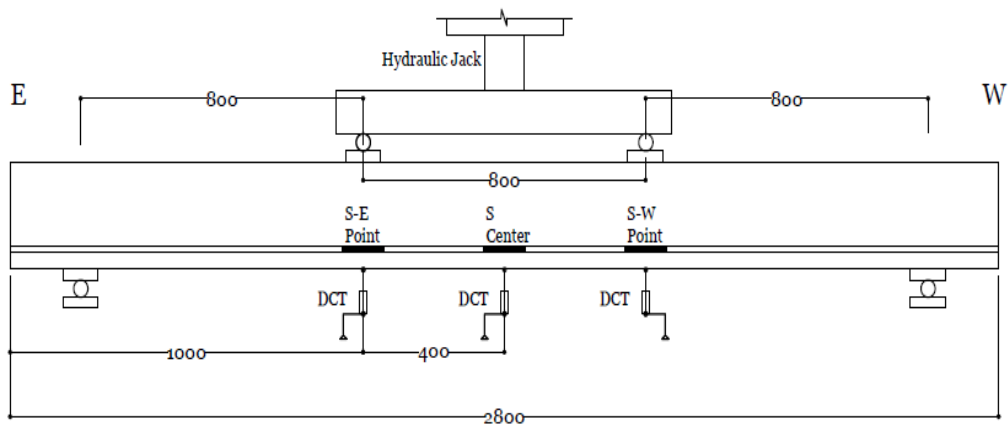 Hydraulic Jack
E
W
800
800
800
S-E
Point
S
Center
S-W
Point
DCT
DCT
DCT
1000
400
2800